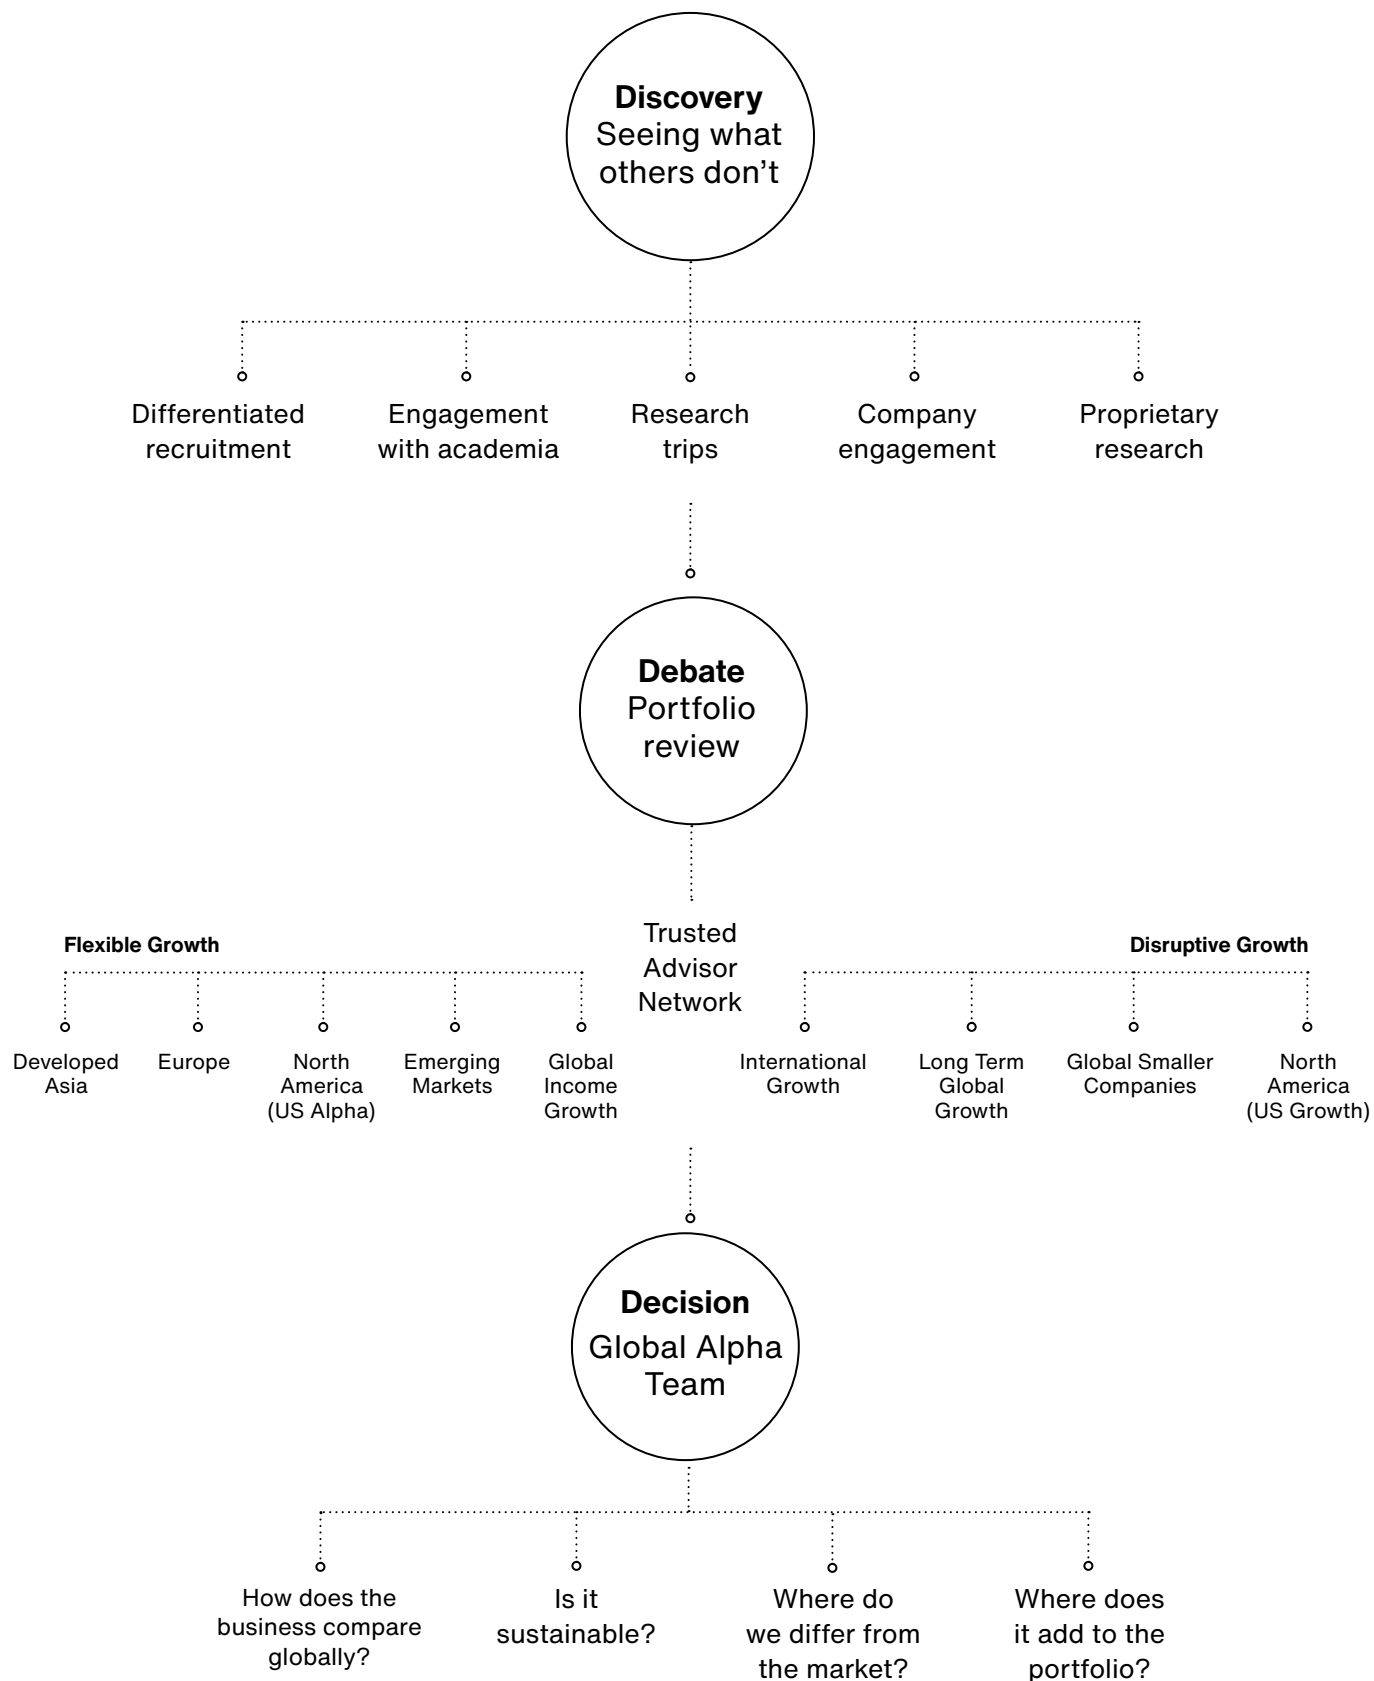 Discovery
Seeing what
others don’t
Differentiated
recruitment
Engagement
with academia
Research
trips
Company
engagement
Proprietary
research
Debate
Portfolio
review
Trusted
Advisor
Network
Flexible Growth
Developed
Asia
Europe
North
America
(US Alpha)
Emerging
Markets
Global
Income
Growth
Disruptive Growth
International
Growth
Long Term
Global
Growth
Global Smaller
Companies
North
America
(US Growth)
Decision
Global Alpha
Team
How does the
business compare
globally?
Is it
sustainable?
Where do
we differ from
the market?
Where does
it add to the
portfolio?